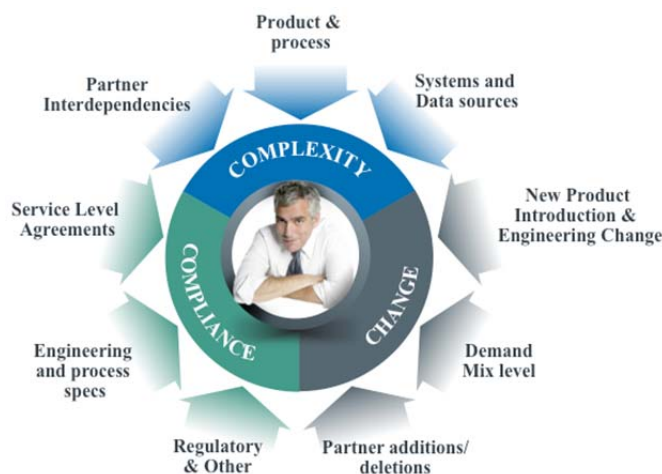 Product &
process
Partner
Interdependencies
Systems and
Data sources
COMPLEXITY
Service Level
Agreements
New Product
Introduction &
Engineering Change
COMPLIANCE
CHANGE
Engineering
and process
specs
Demand
Mix level
Regulatory
& Other
Partner additions/
deletions